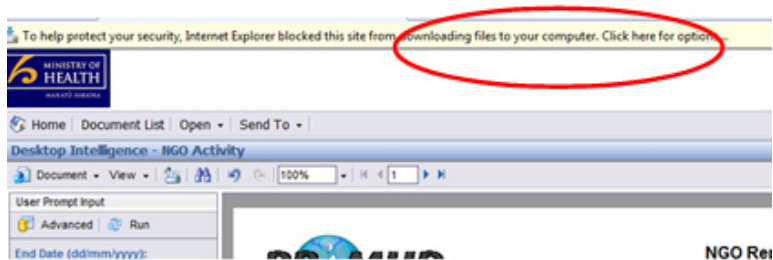 To help protect your security, Internet Explorer blocked this site from downloading files to your computer. Click here for options...
MINISTRY OF
HEALTH
MANATŪ HAUORA
Home Document List Open Send To
Desktop Intelligence - NGO Activity
Document View 100% 1
User Prompt Input
Advanced Run
End Date (dd/mm/yyyy):
NGO Rep